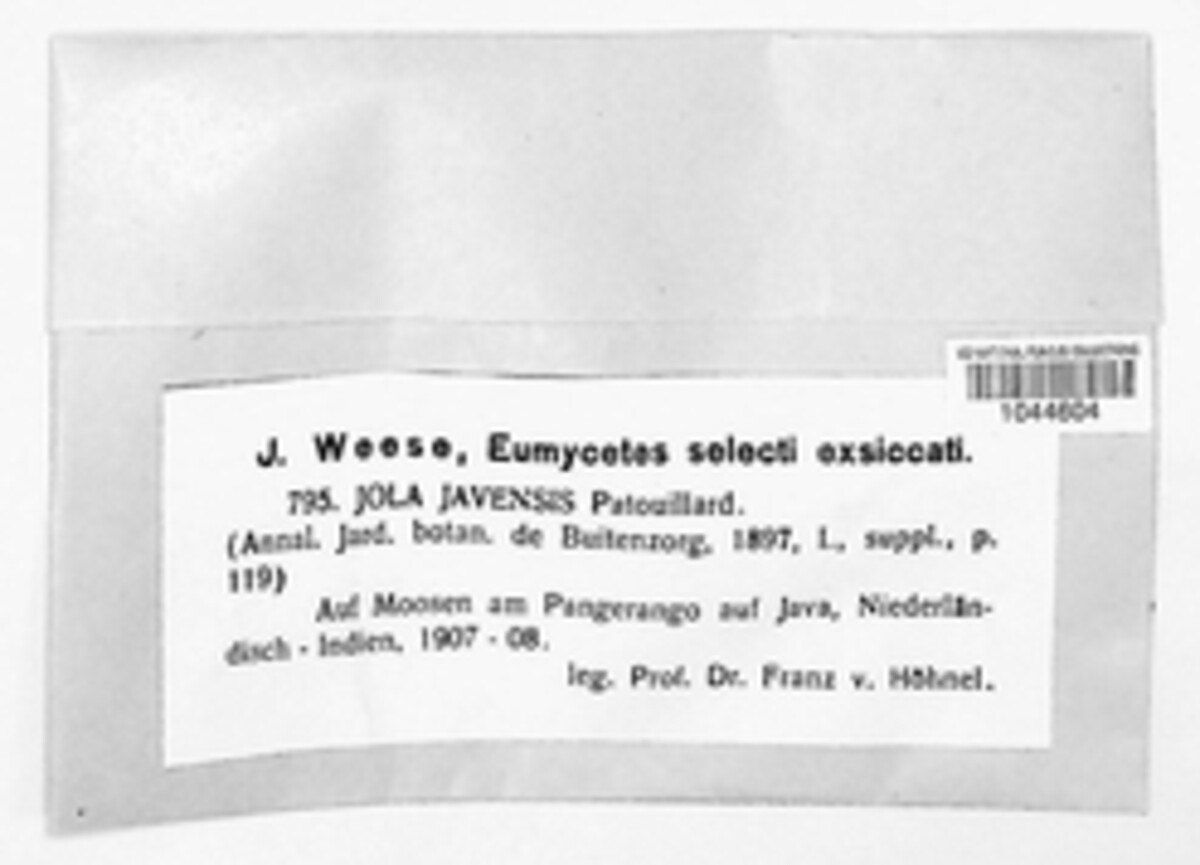 1044604
J. Weese, Eumycetes selecti exsiccati.
795. JOLA JAVENSIS Patouillard.
(Annal. Jard. botan. de Buitenzorg, 1897, I., suppl., p.
119)
Auf Moosen am Pangerango auf Java, Niederlän-
disch - Indien, 1907 - 08.
leg. Prof. Dr. Franz v. Höhnel.